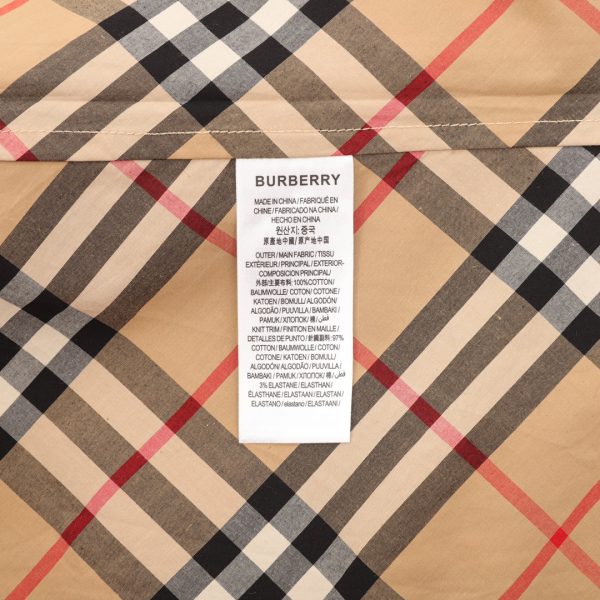 BURBERRY
MADE IN CHINA / FABRIQUÉ EN
CHINE / FABRICADO NA CHINA /
HECHO EN CHINA
원산지: 중국
原產地中國/ 原产地中国
OUTER / MAIN FABRIC / TISSU
EXTÉRIEUR / PRINCIPAL / EXTERIOR-
COMPOSICION PRINCIPAL/
外部/主要布料: 100%COTTON/
BAUMWOLLE/ COTON/ COTONE/
KATOEN / BOMULL/ ALGODÓN/
ALGODÃO / PUUVILLA / BAMBAKI/
PAMUK / ХЛОПОК / 棉 / قطن /
KNIT TRIM / FINITION EN MAILLE /
DETALLES DE PUNTO / 針織副料: 97%
COTTON / BAUMWOLLE / COTON/
COTONE / KATOEN / BOMULL/
ALGODÓN / ALGODÃO / PUUVILLA /
BAMBAKI / PAMUK / ХЛОПОК / 棉 / قطن /
3% ELASTANE / ELASTHAN /
ÉLASTHANE / ELASTAAN / ELASTAN/
ELASTANO / elastano / ELASTAANI /